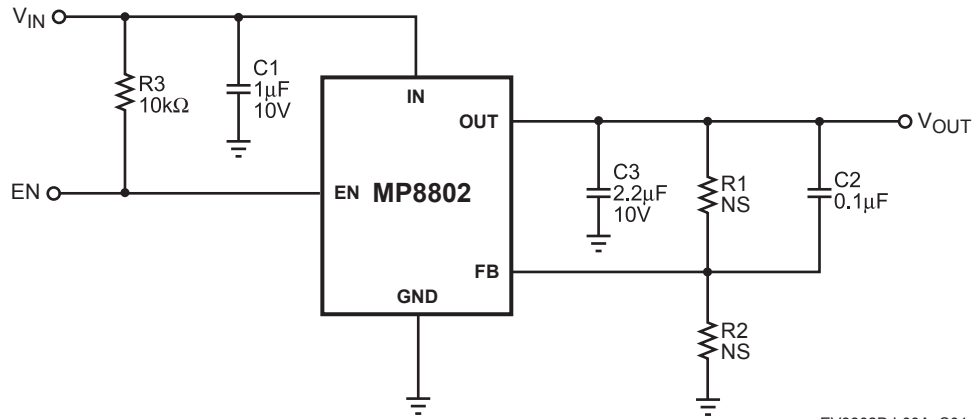 VIN
R3
10kΩ
C1
1µF
10V
IN
OUT
VOUT
EN
EN
MP8802
C3
2.2µF
10V
R1
NS
C2
0.1µF
FB
GND
R2
NS